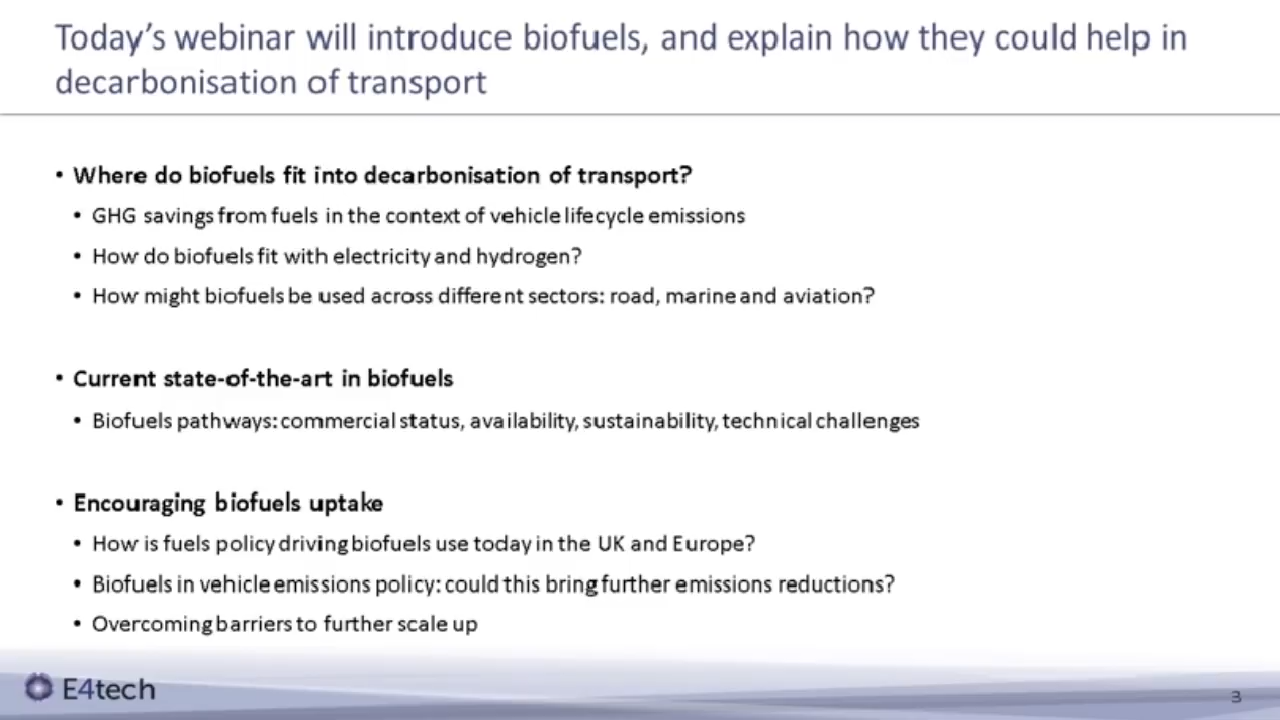 Today's webinar will introduce biofuels, and explain how they could help in
decarbonisation of transport
• Where do biofuels fit into decarbonisation of transport?
• GHG savings from fuels in the context of vehicle lifecycle emissions
• How do biofuels fit with electricity and hydrogen?
• How might biofuels be used across different sectors: road, marine and aviation?
• Current state-of-the-art in biofuels
• Biofuels pathways: commercial status, availability, sustainability, technical challenges
• Encouraging biofuels uptake
• How is fuels policy driving biofuels use today in the UK and Europe?
• Biofuels in vehicle emissions policy: could this bring further emissions reductions?
• Overcoming barriers to further scale up
E4tech
3